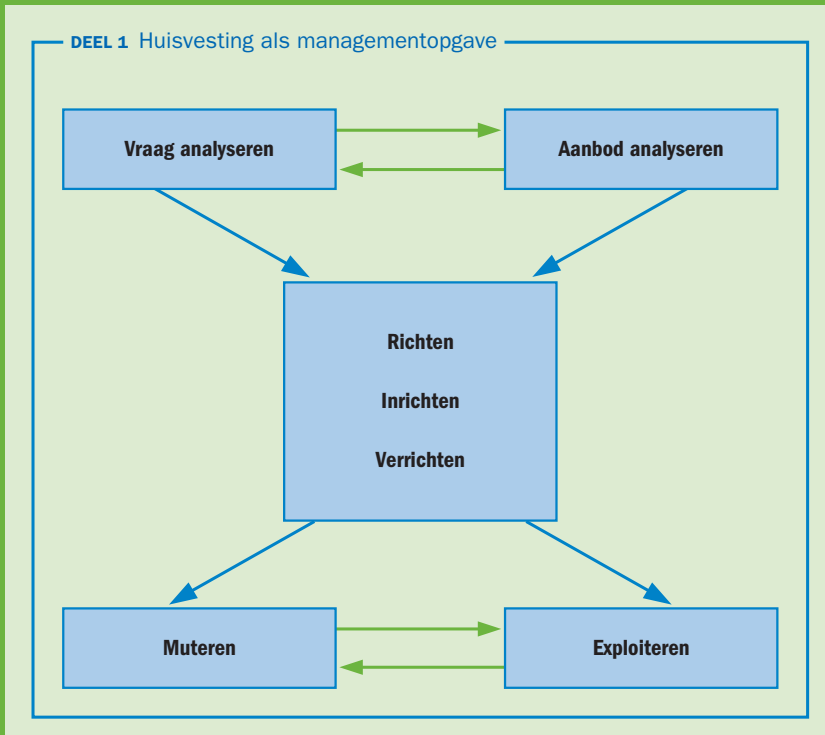 DEEL 1 Huisvesting als managementopgave
Vraag analyseren
Aanbod analyseren
Richten
Inrichten
Verrichten
Muteren
Exploiteren